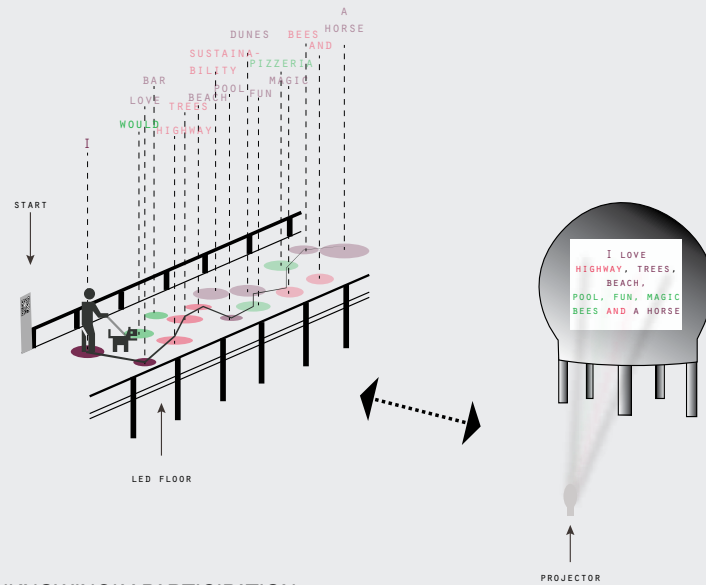 A
HORSE
DUNES
BEES
AND
SUSTAINA-
BILITY
PIZZERIA
BAR
MAGIC
POOL
FUN
LOVE
BEACH
TREES
WOULD
HIGHWAY
I
START
I LOVE
HIGHWAY, TREES,
BEACH,
POOL, FUN, MAGIC
BEES AND A HORSE
LED FLOOR
PROJECTOR